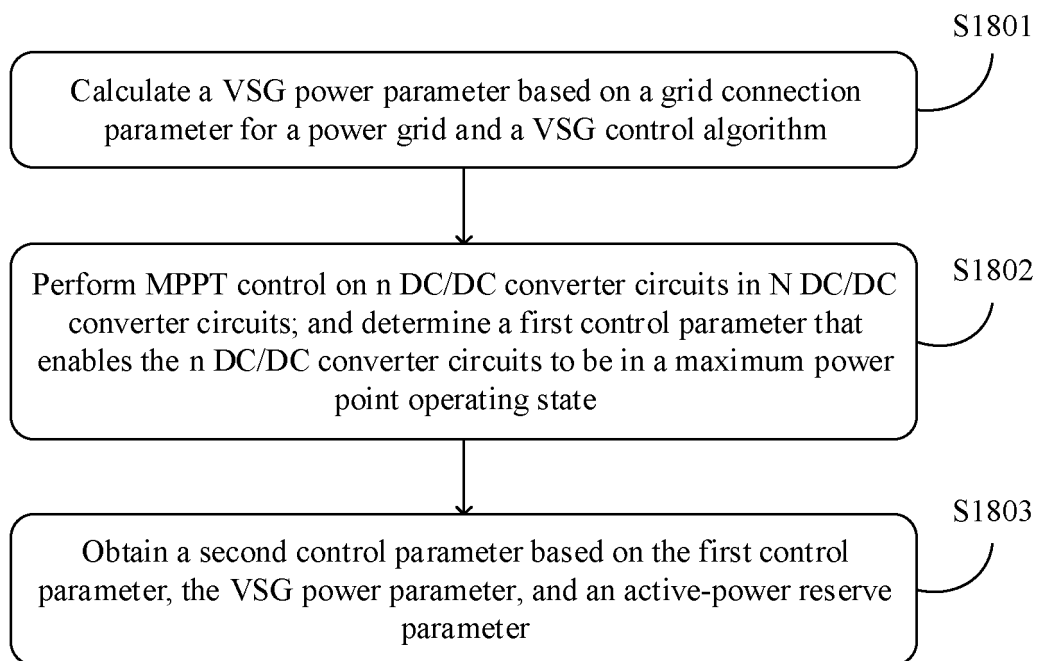 S1801
Calculate a VSG power parameter based on a grid connection
parameter for a power grid and a VSG control algorithm
S1802
Perform MPPT control on n DC/DC converter circuits in N DC/DC
converter circuits; and determine a first control parameter that
enables the n DC/DC converter circuits to be in a maximum power
point operating state
S1803
Obtain a second control parameter based on the first control
parameter, the VSG power parameter, and an active-power reserve
parameter